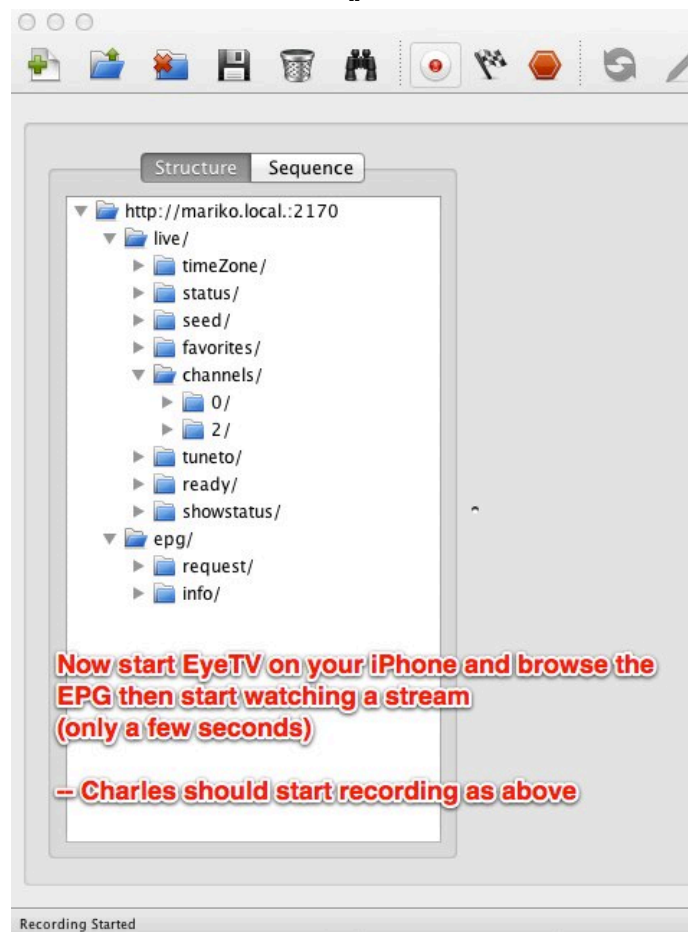 Structure
Sequence
http://mariko.local.:2170
live/
timeZone/
status/
seed/
favorites/
channels/
0/
2/
tuneto/
ready/
showstatus/
epg/
request/
info/
Now start EyeTV on your iPhone and browse the
EPG then start watching a stream
(only a few seconds)
-- Charles should start recording as above
Recording Started